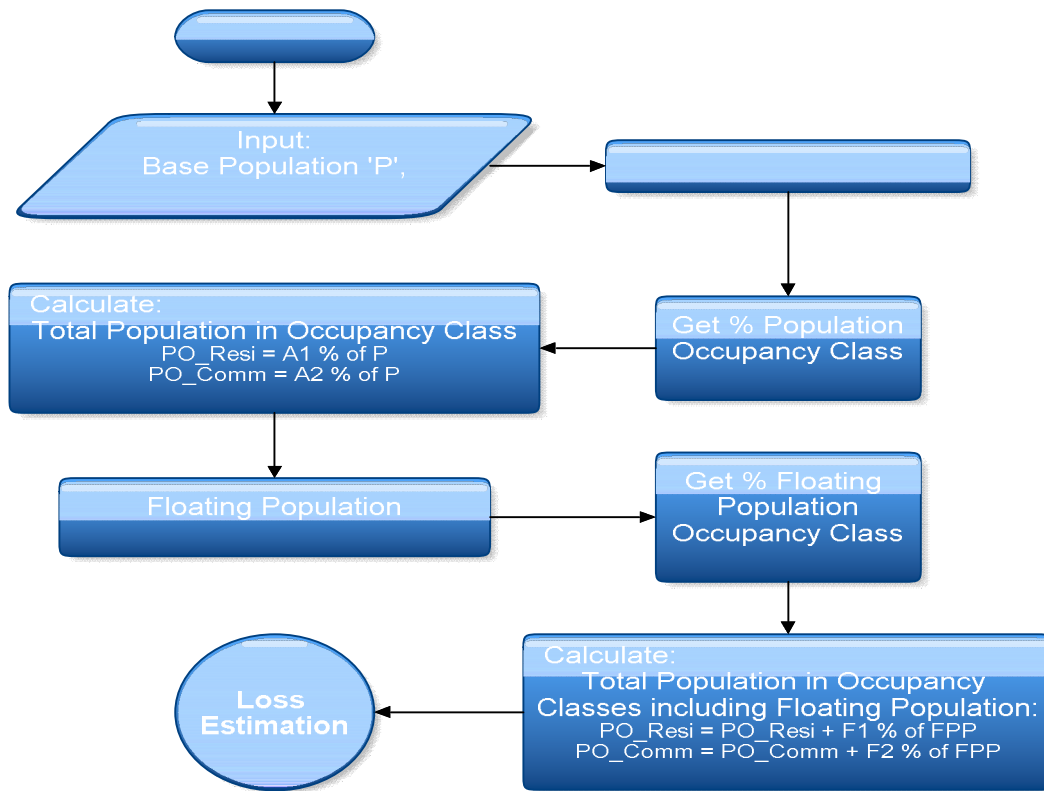 Input:
Base Population 'P',
Get % Population
Occupancy Class
Calculate:
Total Population in Occupancy Class
PO_Resi = A1 % of P
PO_Comm = A2 % of P
Floating Population
Get % Floating
Population
Occupancy Class
Calculate:
Total Population in Occupancy
Classes including Floating Population:
PO_Resi = PO_Resi + F1 % of FPP
PO_Comm = PO_Comm + F2 % of FPP
Loss
Estimation